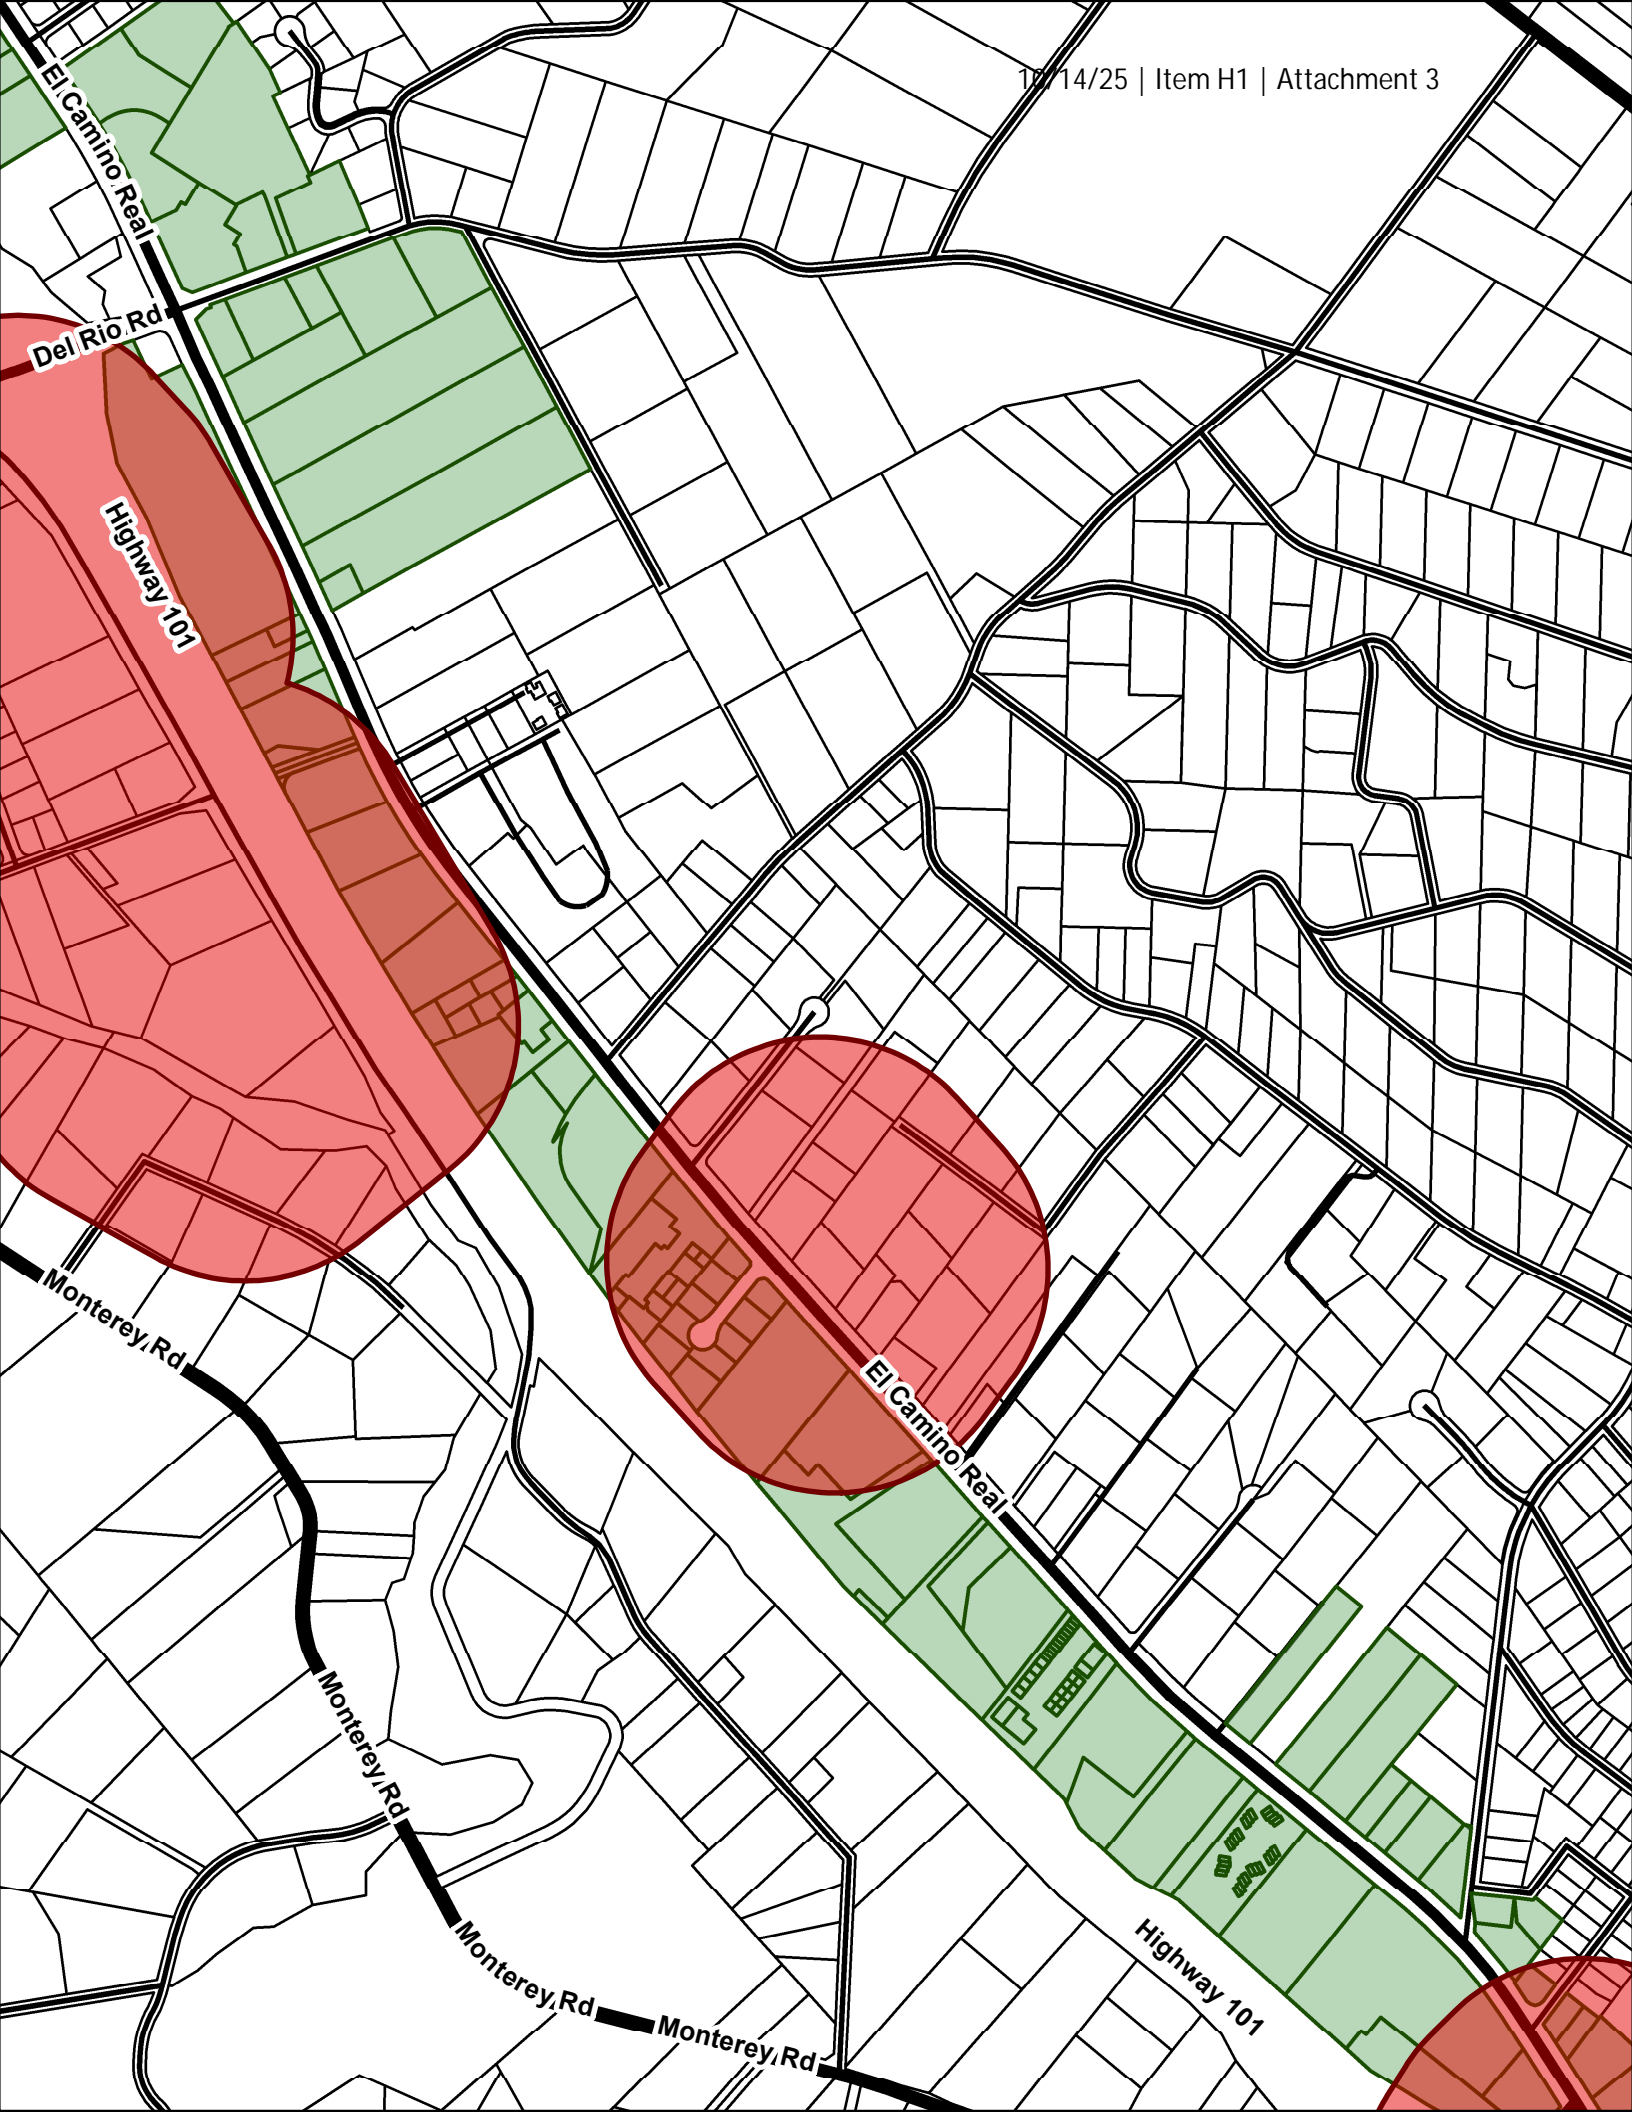 10/14/25 | Item H1 | Attachment 3
El Camino Real
Del Rio Rd
Highway 101
Monterey Rd
El Camino Real
Monterey Rd
Highway 101
Monterey Rd
Monterey Rd